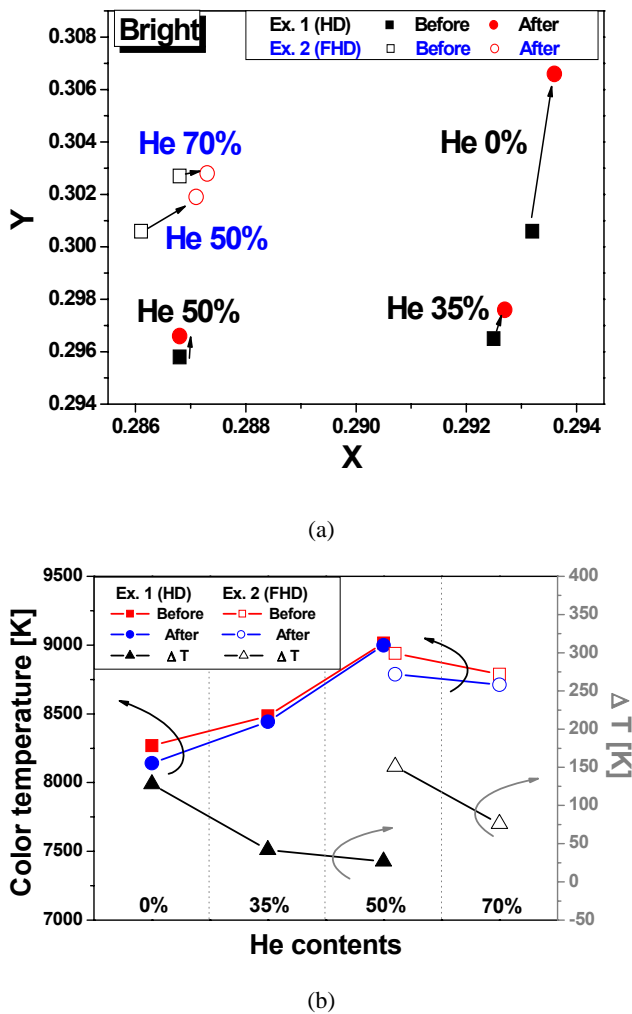 Bright
Ex. 1 (HD) Before After
Ex. 2 (FHD) Before After
0.308
0.306
0.304
0.302
0.300
0.298
0.296
0.294
Y
He 70%
He 0%
He 50%
He 50%
He 35%
0.286 0.288 0.290 0.292 0.294
X
(a)
9500
9000
8500
8000
7500
7000
Color temperature [K]
Ex. 1 (HD) Ex. 2 (FHD)
Before Before
After After
Δ T Δ T
400
350
300
250
200
150
100
50
0
-50
Δ T [K]
0% 35% 50% 70%
He contents
(b)